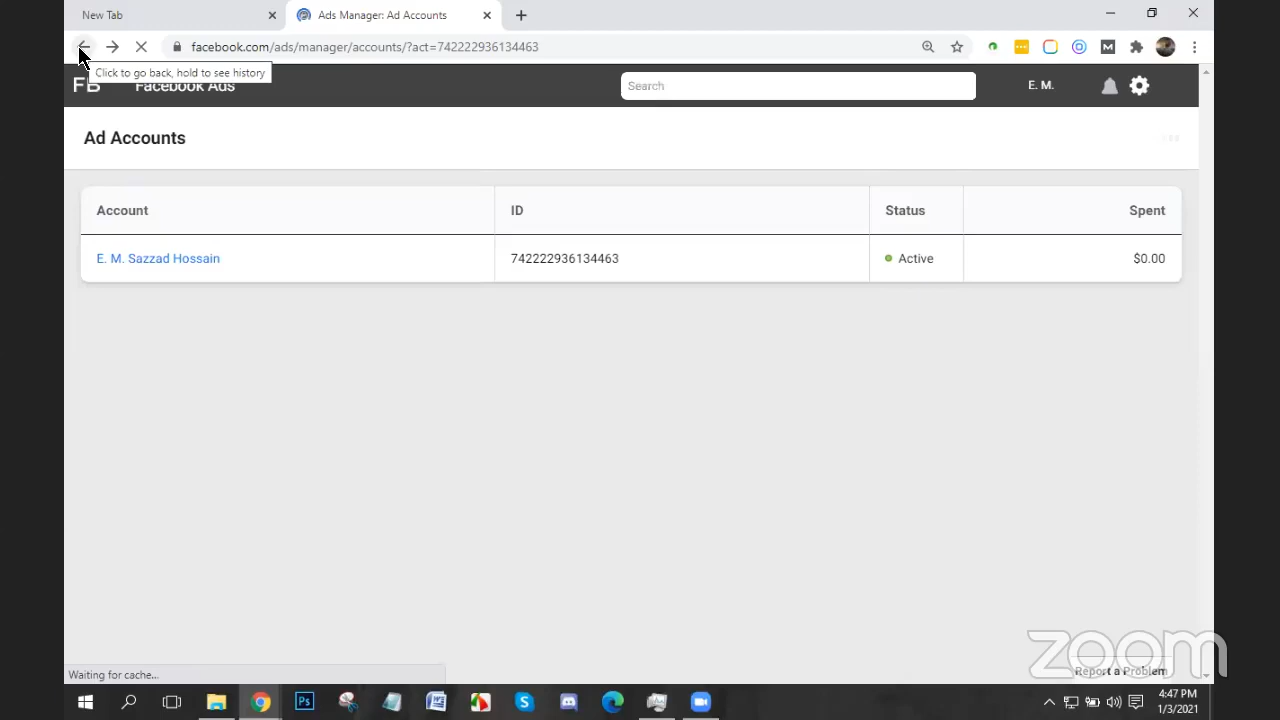 New Tab
Ads Manager: Ad Accounts
facebook.com/ads/manager/accounts/?act=742222936134463
Click to go back, hold to see history
FB Facebook Ads
Search
E. M.
Ad Accounts
Account ID Status Spent
E. M. Sazzad Hossain 742222936134463 Active $0.00
zoom
Report a Problem
Waiting for cache...
4:47 PM
1/3/2021